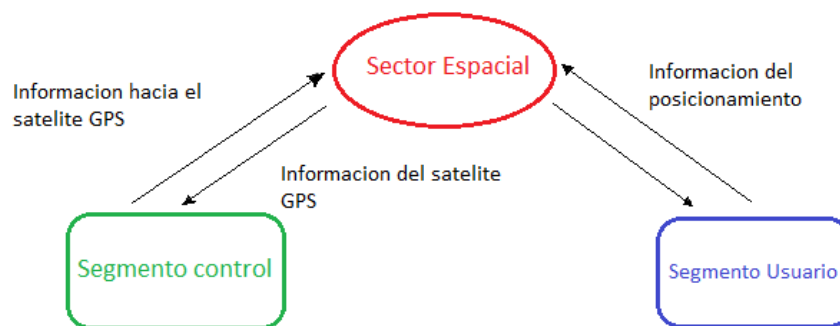 Sector Espacial
Informacion hacia el
satelite GPS
Informacion del
posicionamiento
Informacion del satelite
GPS
Segmento control
Segmento Usuario